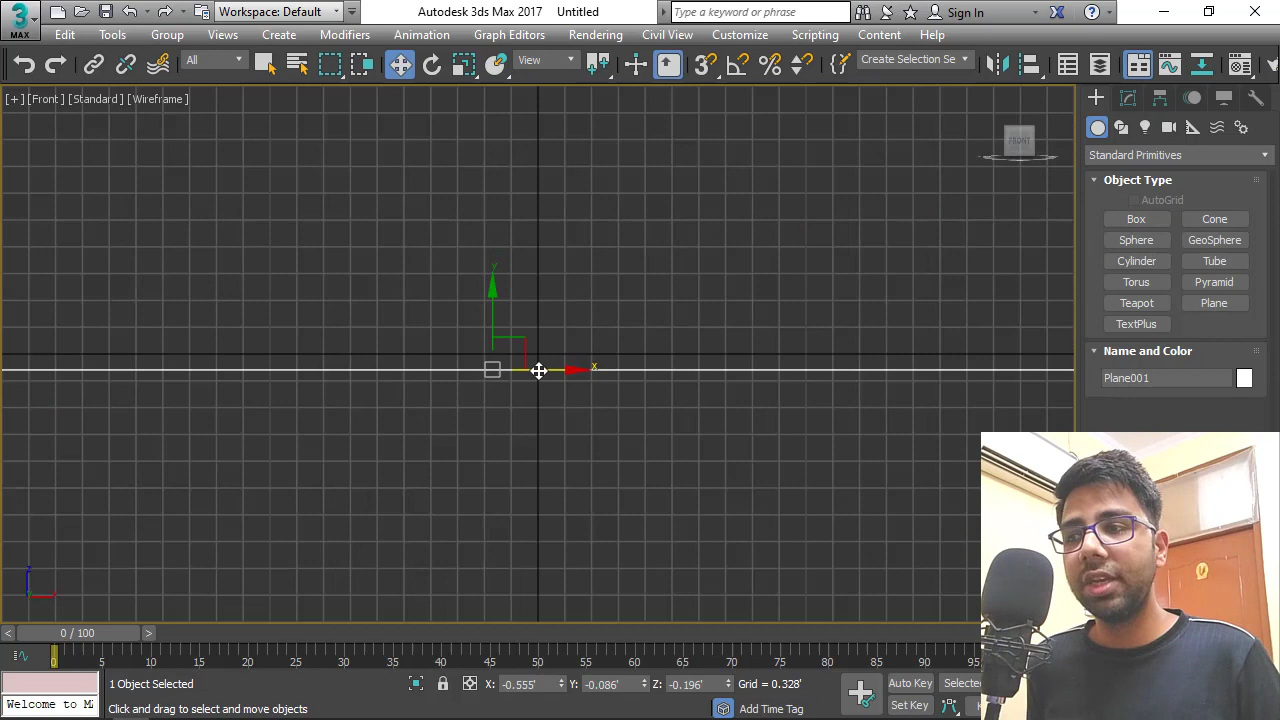 3
MAX
Workspace: Default
Autodesk 3ds Max 2017 Untitled
Type a keyword or phrase
Sign In
Edit Tools Group Views Create Modifiers Animation Graph Editors Rendering Civil View Customize Scripting Content Help
All
View
3
%
Create Selection Se
[+] [Front] [Standard] [Wireframe]
FRONT
Standard Primitives
Object Type
AutoGrid
Box Cone
Sphere GeoSphere
Cylinder Tube
Torus Pyramid
Teapot Plane
TextPlus
Name and Color
Plane001
y
x
z
0 / 100
0 5 10 15 20 25 30 35 40 45 50 55 60 65 70 75 80 85 90 95
1 Object Selected
X: -0.555' Y: -0.086' Z: -0.196' Grid = 0.328'
Auto Key Selecte
Welcome to M
Click and drag to select and move objects
Add Time Tag
Set Key